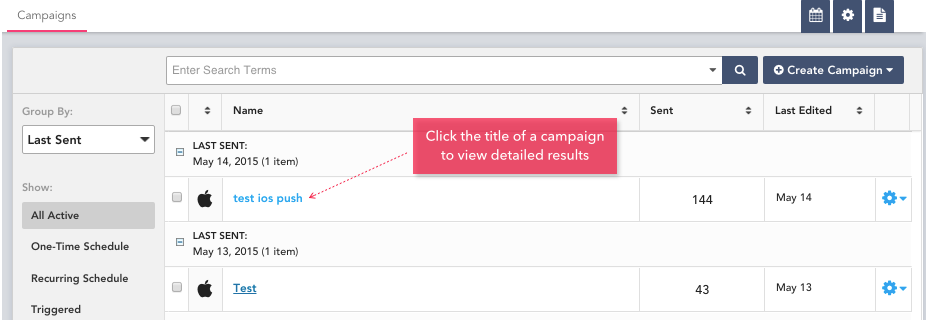 Campaigns
Enter Search Terms
Create Campaign
Group By:
Last Sent
Show:
All Active
One-Time Schedule
Recurring Schedule
Triggered
Name
Sent
Last Edited
Click the title of a campaign
to view detailed results
LAST SENT:
May 14, 2015 (1 item)
test ios push
144
May 14
LAST SENT:
May 13, 2015 (1 item)
Test
43
May 13